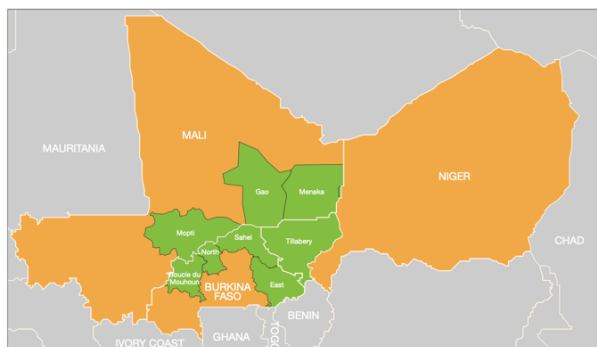 MALI
MAURITANIA
NIGER
Gao
Menaka
Mopti
Sahel
Tillabery
North
CHAD
Boucle du
Mouhoun
East
BURKINA
FASO
BENIN
GHANA
TOGO
IVORY COAST